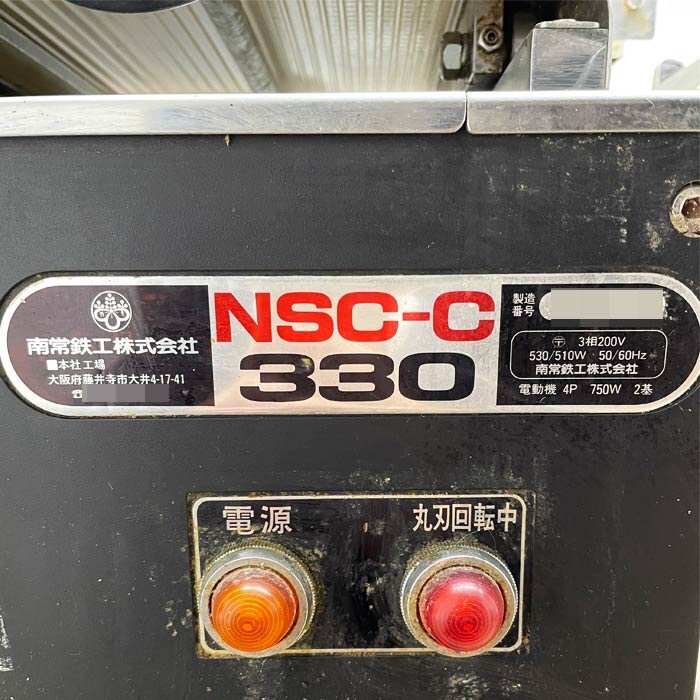 南常鉄工株式会社
■本社工場
大阪府藤井寺市大井4-17-41
☎
NSC-C
330
製造
番号
〒 3相200V
530/510W 50/60Hz
南常鉄工株式会社
電動機 4P 750W 2基
電源
丸刃回転中